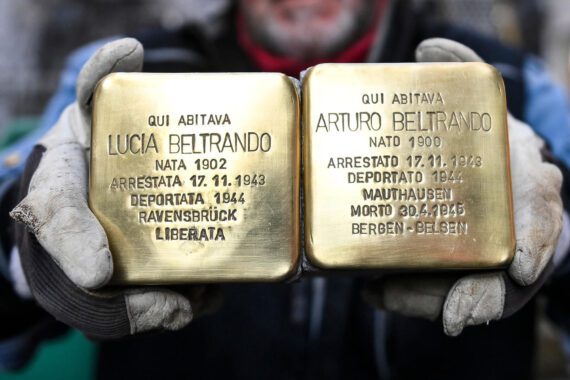 QUI ABITAVA
LUCIA BELTRANDO
NATA 1902
ARRESTATA 17.11.1943
DEPORTATA 1944
RAVENSBRÜCK
LIBERATA
QUI ABITAVA
ARTURO BELTRANDO
NATO 1900
ARRESTATO 17.11.1943
DEPORTATO 1944
MAUTHAUSEN
MORTO 30.4.1945
BERGEN-BELSEN